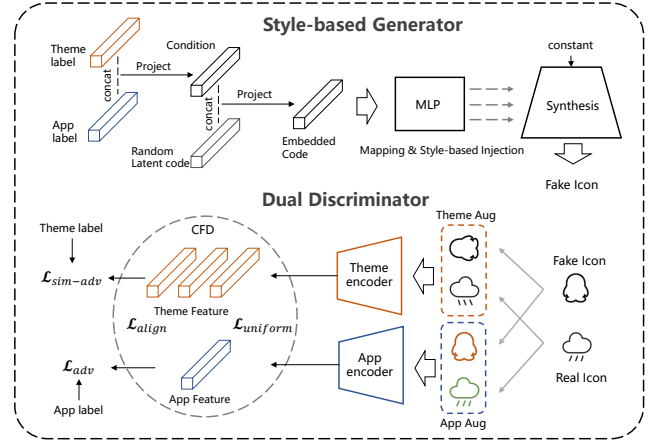 Style-based Generator
Theme
label
concat
Project
Condition
constant
App
label
concat
Project
Random
Latent code
Embedded
Code
MLP
Synthesis
Mapping & Style-based Injection
Fake Icon
Dual Discriminator
Theme label
CFD
Theme Aug
ℒsim−adv
Theme Feature
Theme
encoder
Fake Icon
ℒalign
ℒuniform
ℒadv
App Feature
App
encoder
Real Icon
App label
App Aug